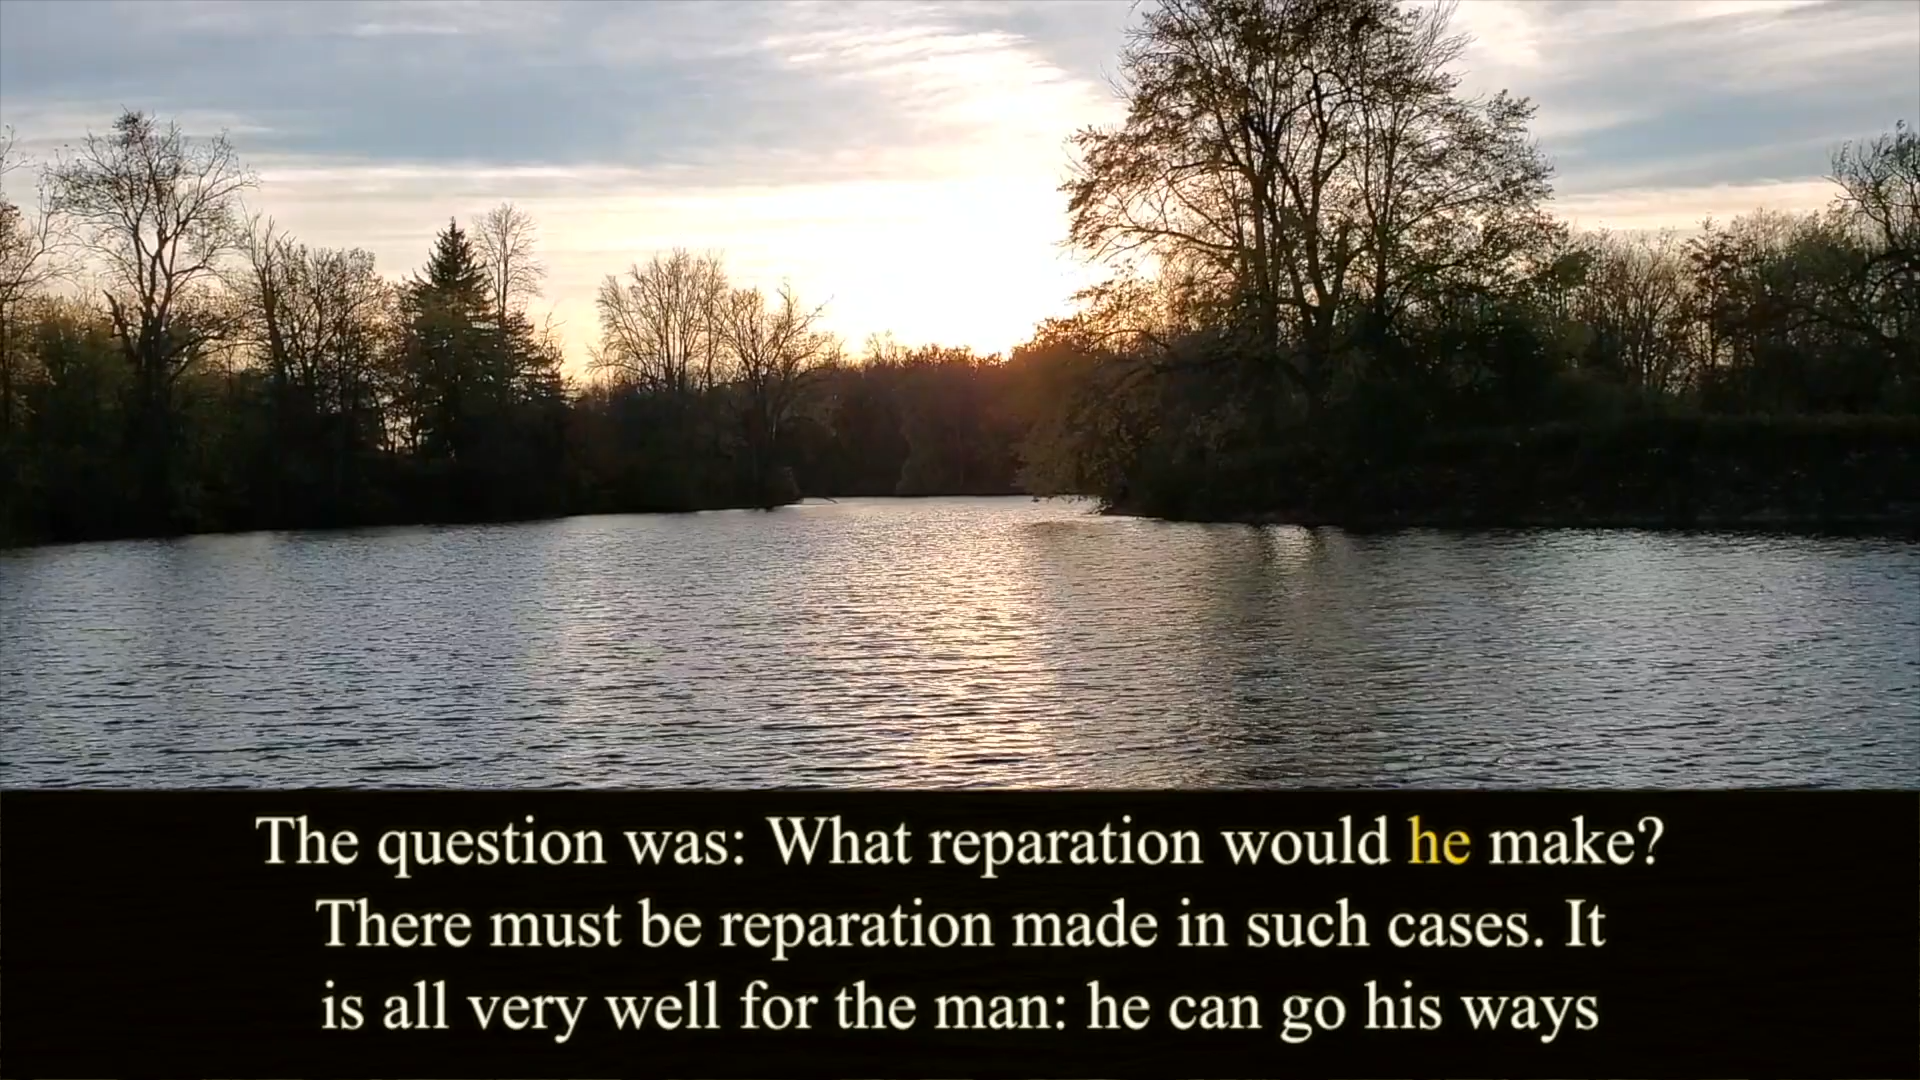 The question was: What reparation would he make?
There must be reparation made in such cases. It
is all very well for the man: he can go his ways